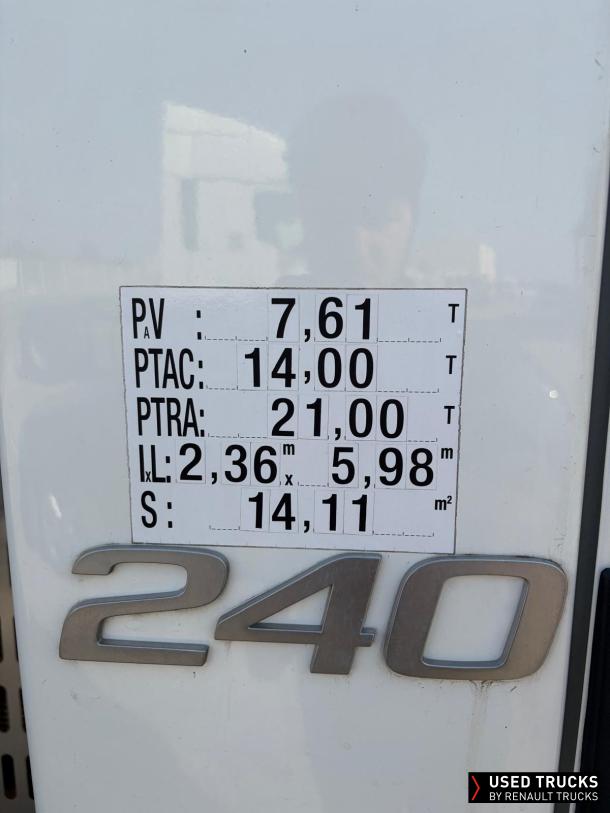 PAV : 7,61 T
PTAC: 14,00 T
PTRA: 21,00 T
IxL: 2,36 m x 5,98 m
S: 14,11 m²
240
USED TRUCKS
BY RENAULT TRUCKS